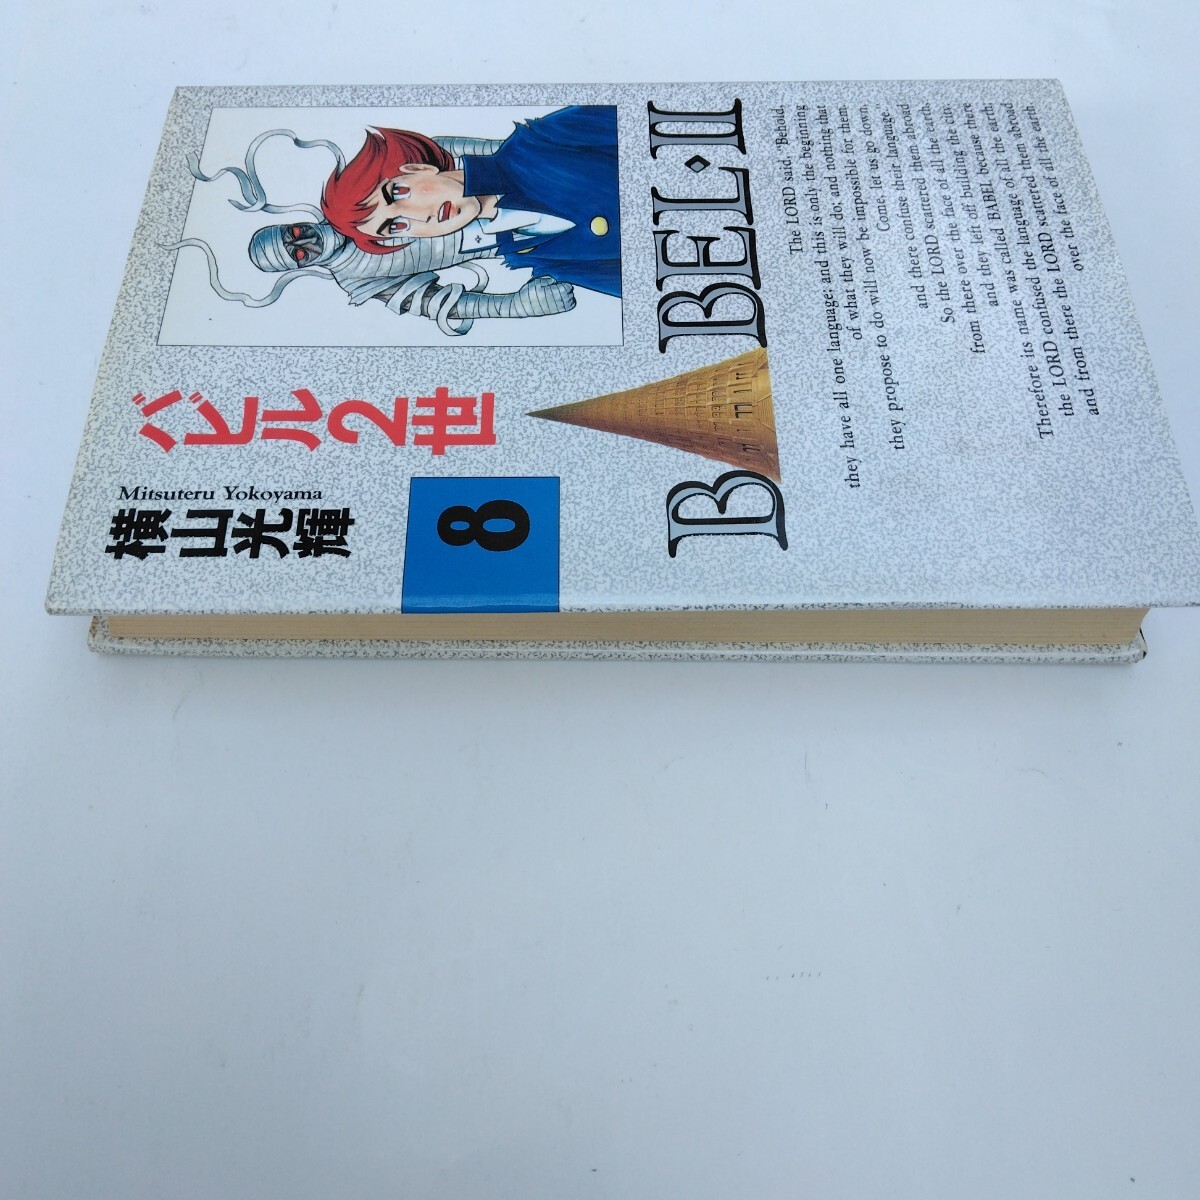 バビル2世
Mitsuteru Yokoyama
横山光輝
8
BABEL・II
The LORD said, "Behold,
they have all one language; and this is only the beginning
of what they will do; and nothing that
they propose to do will now be impossible for them.
Come, let us go down,
and there confuse their language."
So the LORD scarrered them abroad
from there over the face of all the earth,
and they left off building the city.
Therefore its name was called BABEL because there
the LORD confused the language of all the earth;
and from there the LORD scarred them abroad
over the face of all the earth.